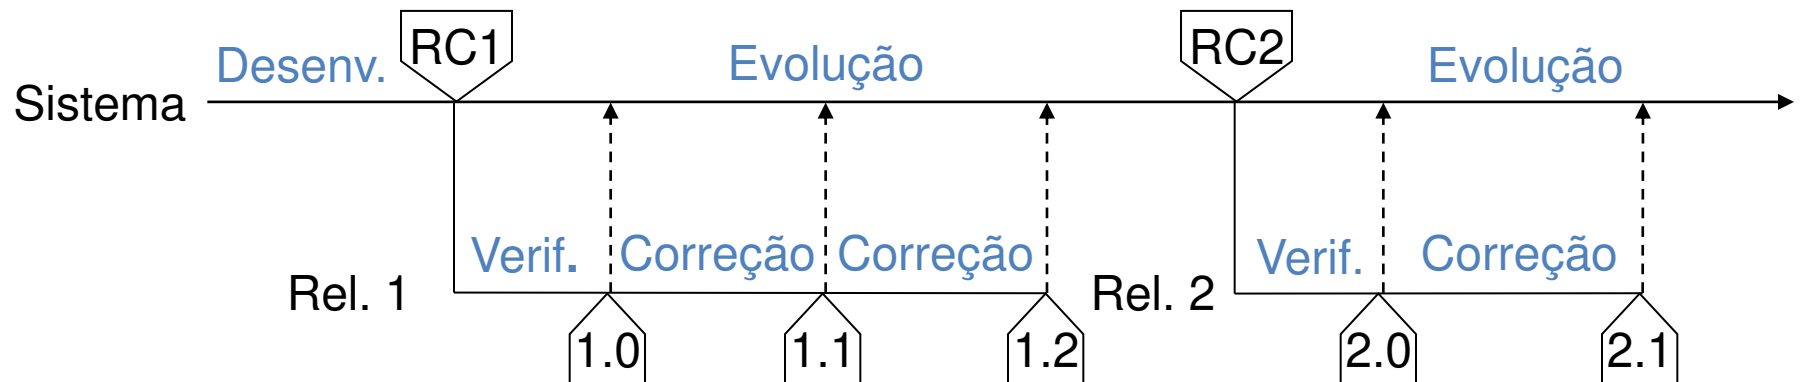 RC1
RC2
Desenv.
Evolução
Evolução
Sistema
Verif.
Correção
Correção
Verif.
Correção
Rel. 1
Rel. 2
1.0
1.1
1.2
2.0
2.1